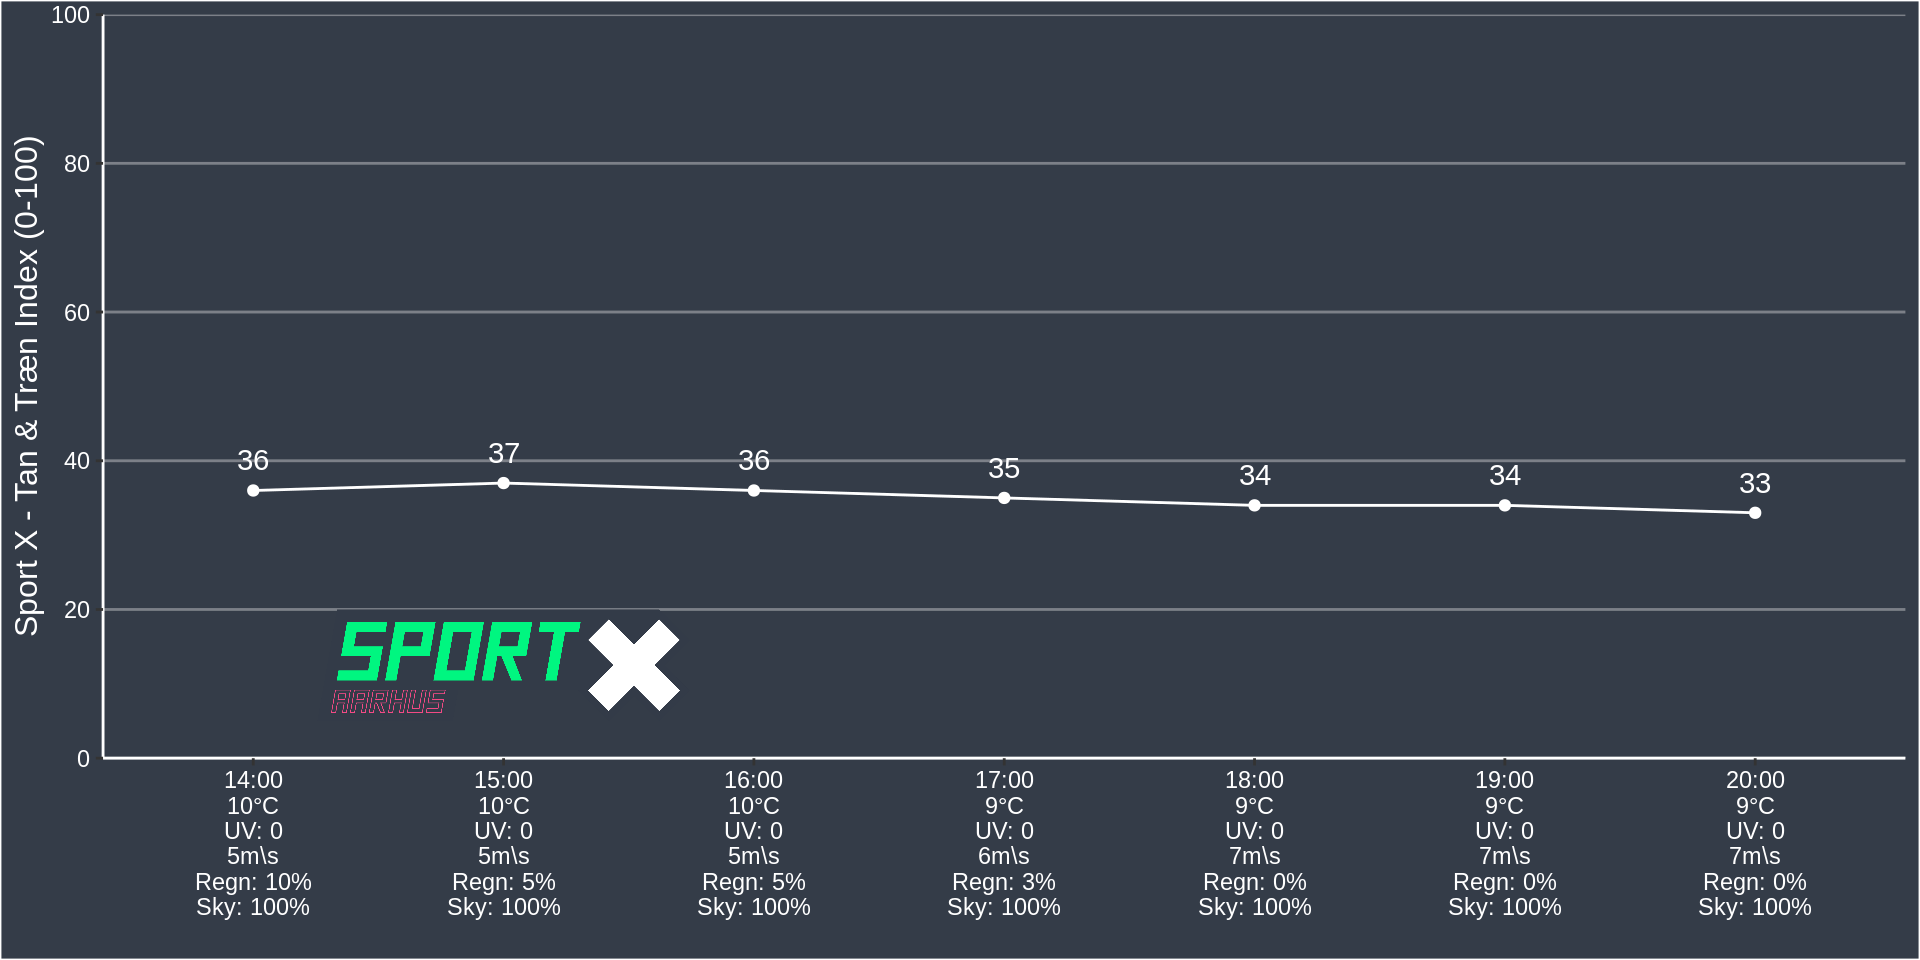 Sport X - Tan & Træn Index (0-100)
100
80
60
40
20
0
36
37
36
35
34
34
33
SPORT X
AARHUS
14:00
10°C
UV: 0
5m\s
Regn: 10%
Sky: 100%
15:00
10°C
UV: 0
5m\s
Regn: 5%
Sky: 100%
16:00
10°C
UV: 0
5m\s
Regn: 5%
Sky: 100%
17:00
9°C
UV: 0
6m\s
Regn: 3%
Sky: 100%
18:00
9°C
UV: 0
7m\s
Regn: 0%
Sky: 100%
19:00
9°C
UV: 0
7m\s
Regn: 0%
Sky: 100%
20:00
9°C
UV: 0
7m\s
Regn: 0%
Sky: 100%